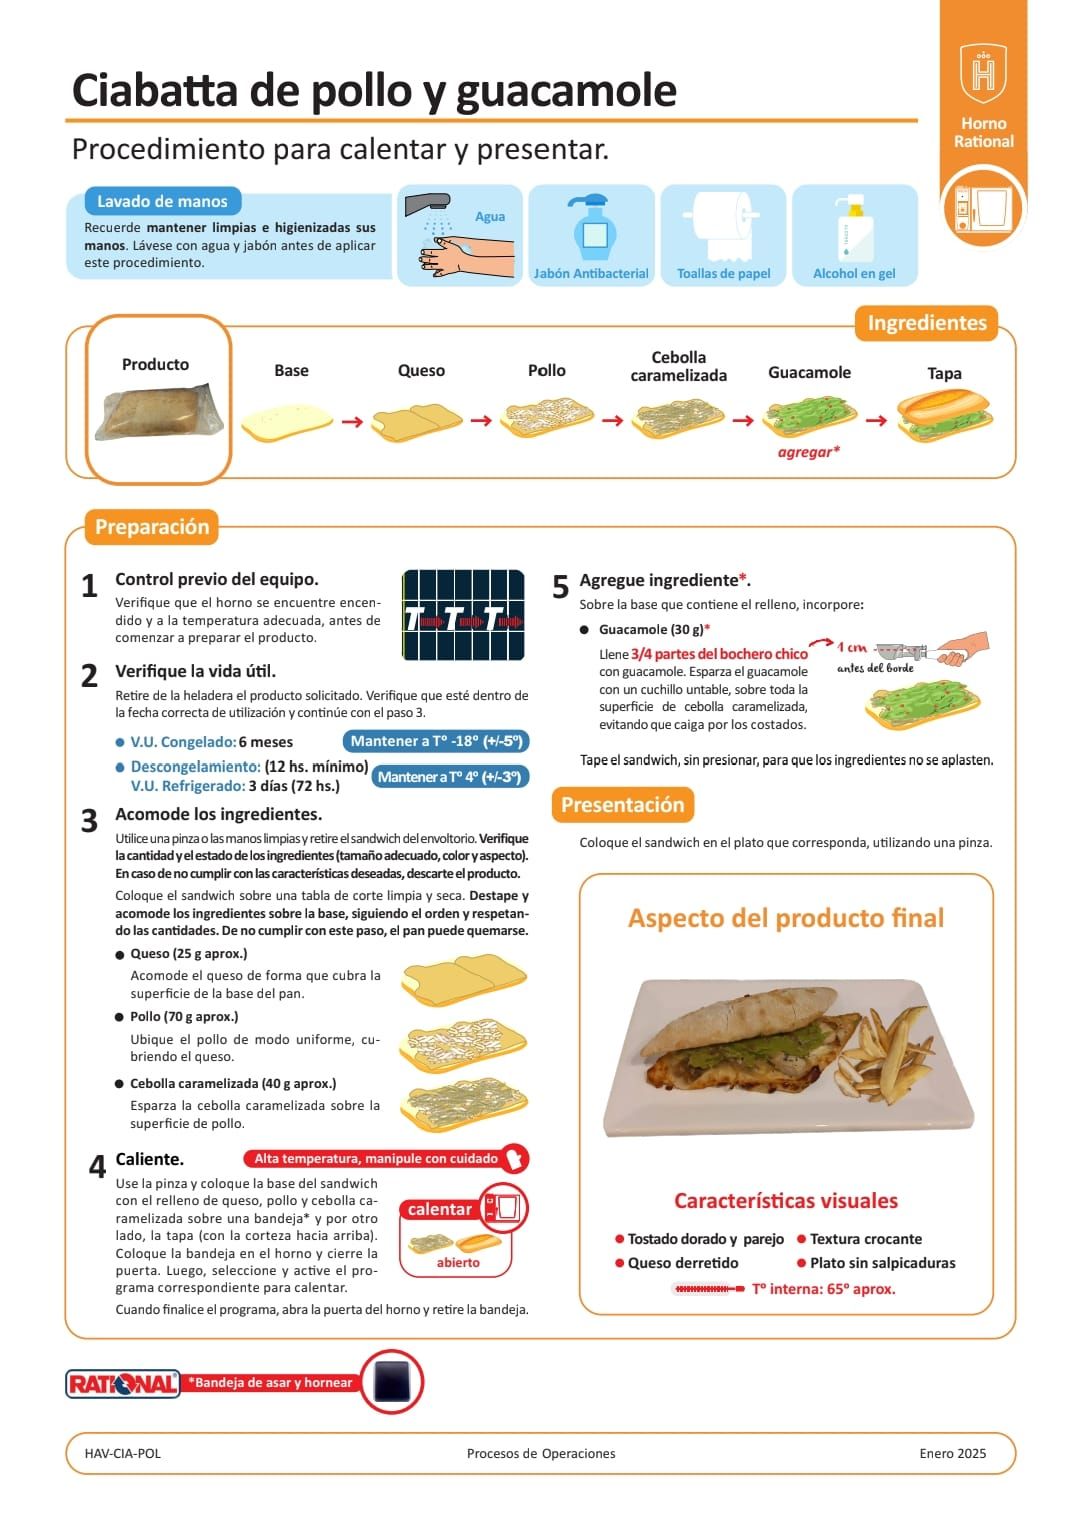 Ciabatta de pollo y guacamole
Procedimiento para calentar y presentar.
Horno
Rational
Lavado de manos
Recuerde mantener limpias e higienizadas sus
manos. Lávese con agua y jabón antes de aplicar
este procedimiento.
Agua
Jabón Antibacterial
Toallas de papel
Alcohol en gel
Ingredientes
Producto
Base
Queso
Pollo
Cebolla
caramelizada
Guacamole
agregar*
Tapa
Preparación
1 Control previo del equipo.
Verifique que el horno se encuentre encen-
dido y a la temperatura adecuada, antes de
comenzar a preparar el producto.
T T T
2 Verifique la vida útil.
Retire de la heladera el producto solicitado. Verifique que esté dentro de
la fecha correcta de utilización y continúe con el paso 3.
● V.U. Congelado: 6 meses
Mantener a Tº -18º (+/-5º)
● Descongelamiento: (12 hs. mínimo)
V.U. Refrigerado: 3 días (72 hs.)
Mantener a Tº 4º (+/-3º)
3 Acomode los ingredientes.
Utilice una pinza o las manos limpias y retire el sandwich del envoltorio. Verifique
la cantidad y el estado de los ingredientes (tamaño adecuado, color y aspecto).
En caso de no cumplir con las características deseadas, descarte el producto.
Coloque el sandwich sobre una tabla de corte limpia y seca. Destape y
acomode los ingredientes sobre la base, siguiendo el orden y respetan-
do las cantidades. De no cumplir con este paso, el pan puede quemarse.
● Queso (25 g aprox.)
Acomode el queso de forma que cubra la
superficie de la base del pan.
● Pollo (70 g aprox.)
Ubique el pollo de modo uniforme, cu-
briendo el queso.
● Cebolla caramelizada (40 g aprox.)
Esparza la cebolla caramelizada sobre la
superficie de pollo.
4 Caliente.
Alta temperatura, manipule con cuidado
Use la pinza y coloque la base del sandwich
con el relleno de queso, pollo y cebolla ca-
ramelizada sobre una bandeja* y por otro
lado, la tapa (con la corteza hacia arriba).
Coloque la bandeja en el horno y cierre la
puerta. Luego, seleccione y active el pro-
grama correspondiente para calentar.
Cuando finalice el programa, abra la puerta del horno y retire la bandeja.
calentar
abierto
5 Agregue ingrediente*.
Sobre la base que contiene el relleno, incorpore:
● Guacamole (30 g)*
Llene 3/4 partes del bochero chico
con guacamole. Esparza el guacamole
con un cuchillo untable, sobre toda la
superficie de cebolla caramelizada,
evitando que caiga por los costados.
1 cm
antes del borde
Tape el sandwich, sin presionar, para que los ingredientes no se aplasten.
Presentación
Coloque el sandwich en el plato que corresponda, utilizando una pinza.
Aspecto del producto final
Características visuales
● Tostado dorado y parejo
● Textura crocante
● Queso derretido
● Plato sin salpicaduras
Tº interna: 65º aprox.
RATIONAL
*Bandeja de asar y hornear
HAV-CIA-POL
Procesos de Operaciones
Enero 2025